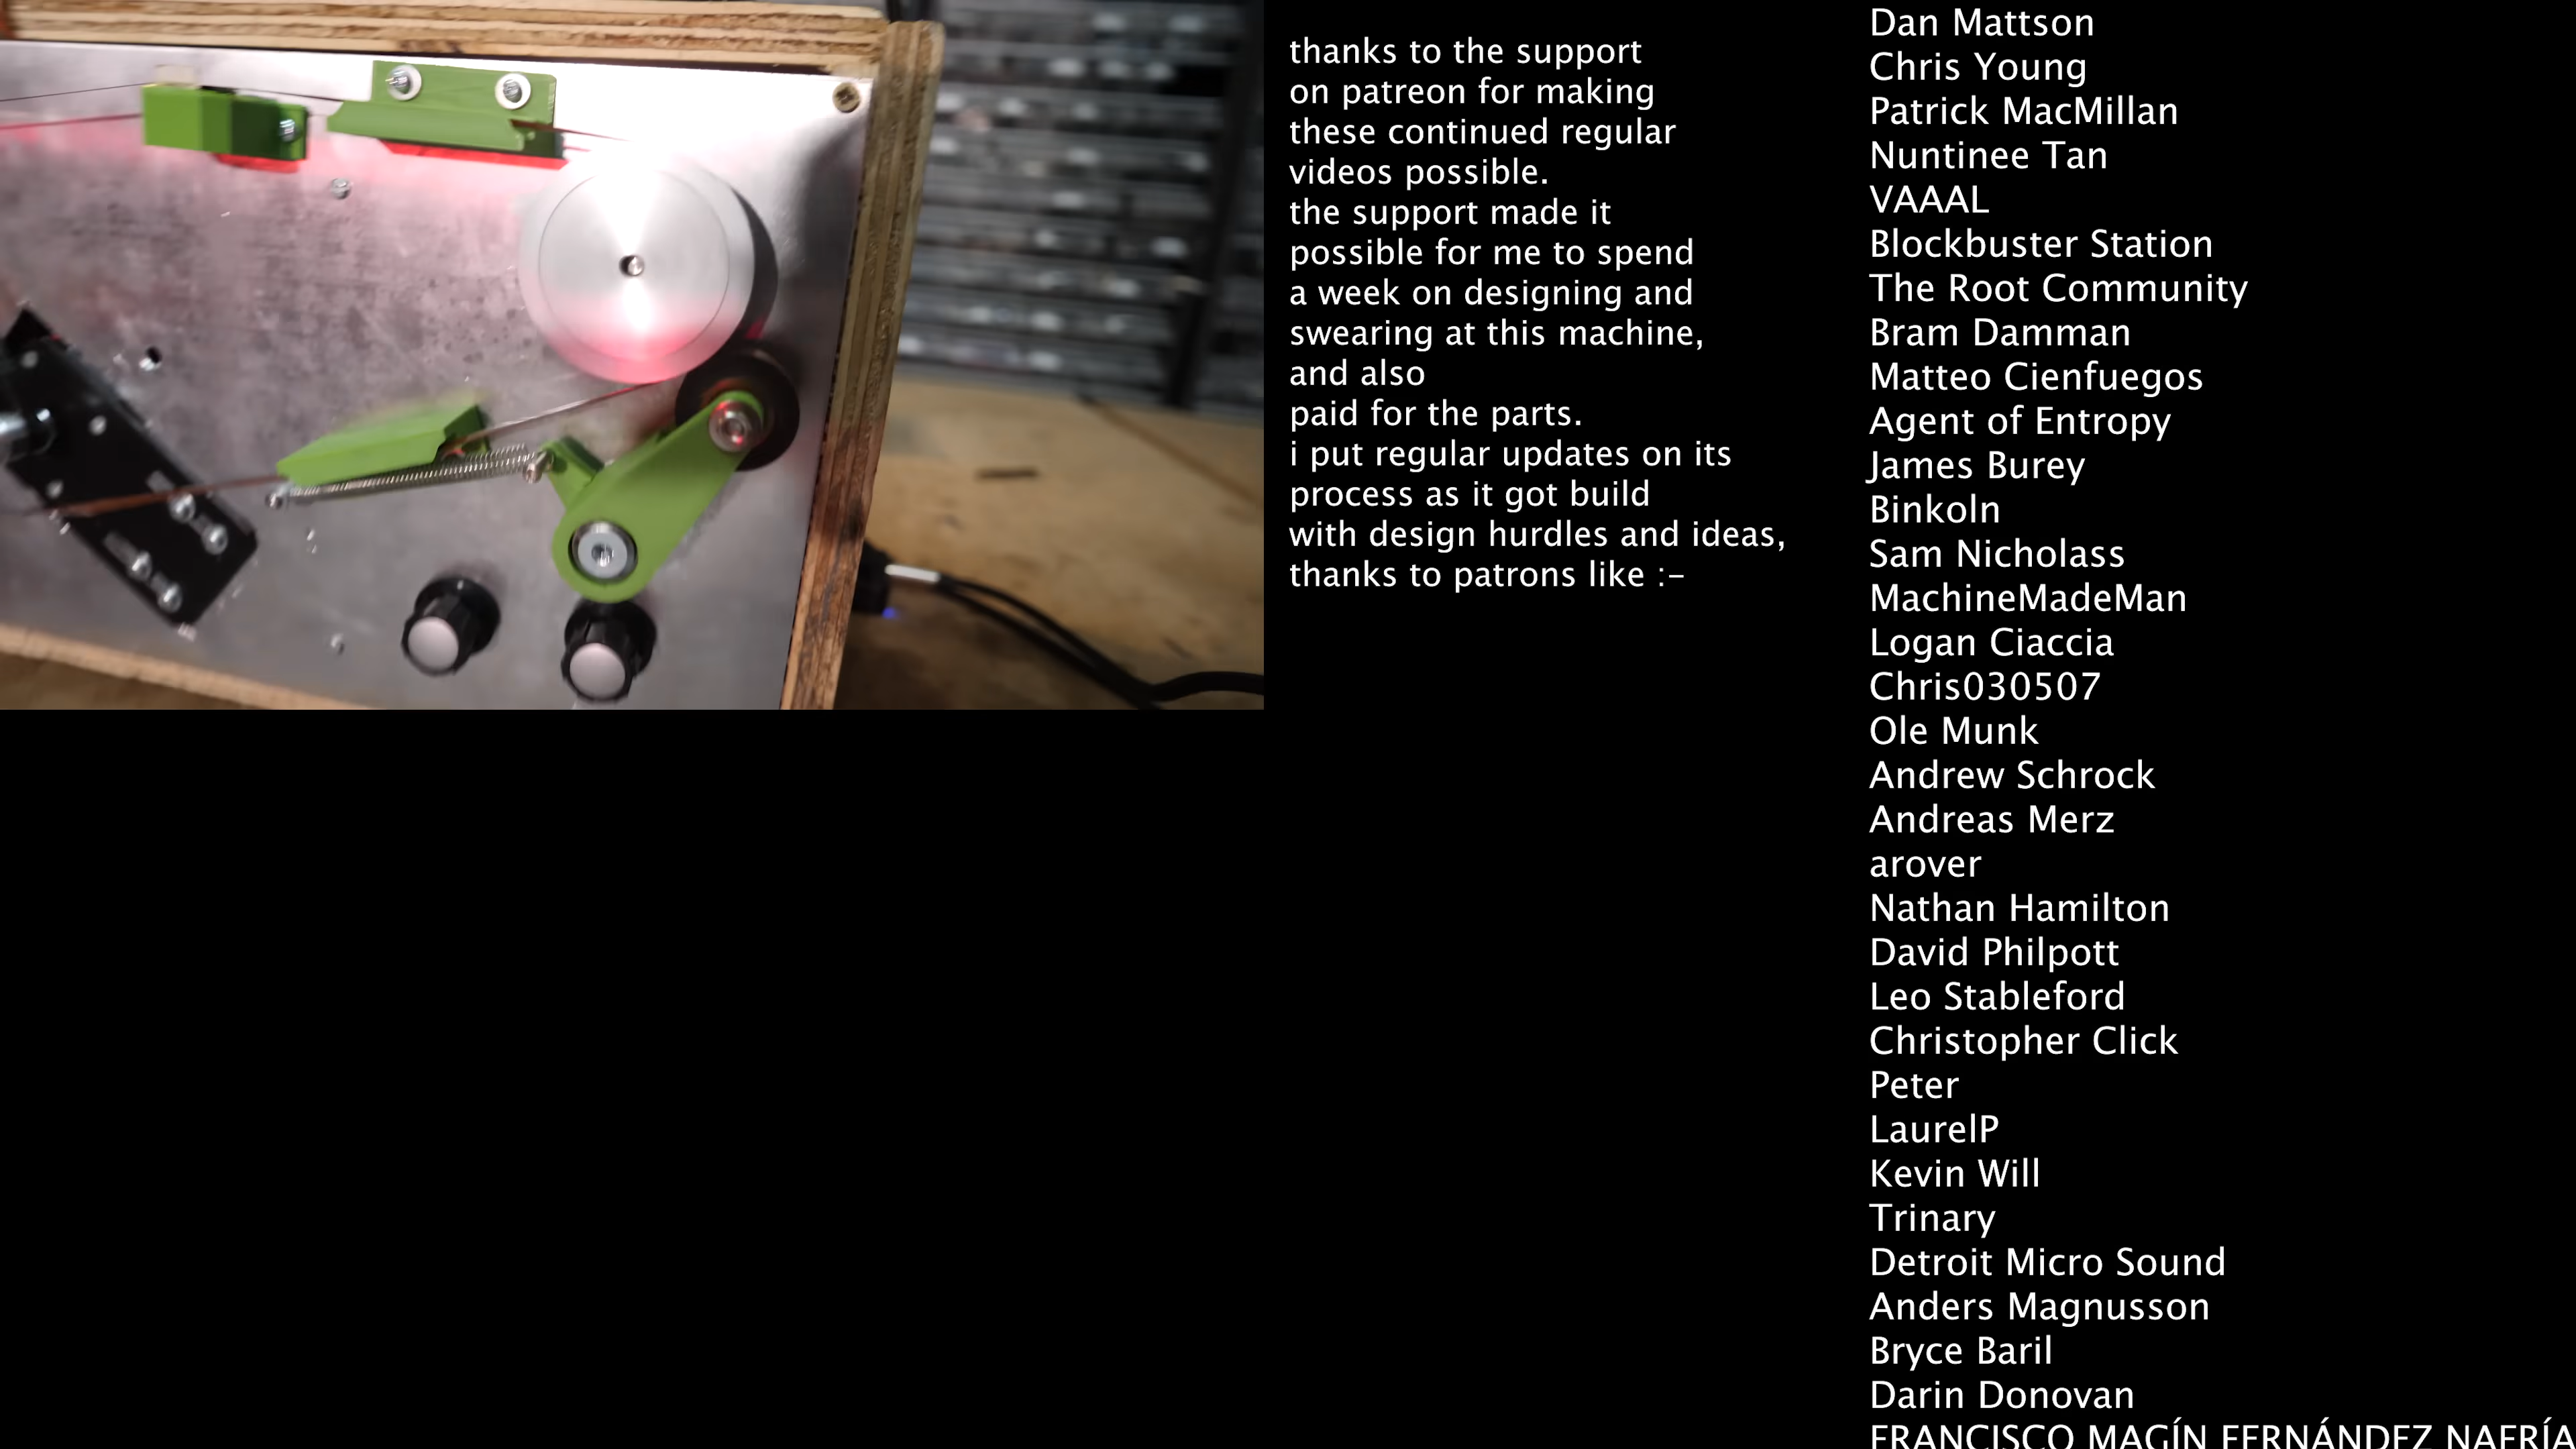 thanks to the support
on patreon for making
these continued regular
videos possible.
the support made it
possible for me to spend
a week on designing and
swearing at this machine,
and also
paid for the parts.
i put regular updates on its
process as it got build
with design hurdles and ideas,
thanks to patrons like :-
Dan Mattson
Chris Young
Patrick MacMillan
Nuntinee Tan
VAAAL
Blockbuster Station
The Root Community
Bram Damman
Matteo Cienfuegos
Agent of Entropy
James Burey
Binkoln
Sam Nicholass
MachineMadeMan
Logan Ciaccia
Chris030507
Ole Munk
Andrew Schrock
Andreas Merz
arover
Nathan Hamilton
David Philpott
Leo Stableford
Christopher Click
Peter
LaurelP
Kevin Will
Trinary
Detroit Micro Sound
Anders Magnusson
Bryce Baril
Darin Donovan
FRANCISCO MAGÍN FERNÁNDEZ NAERÍA